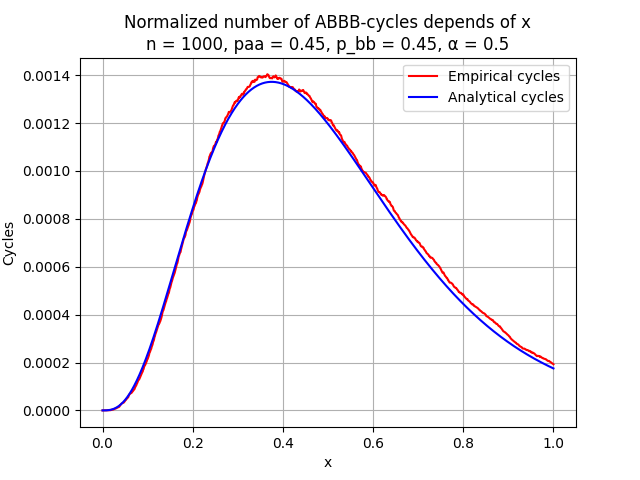 Normalized number of ABBB-cycles depends of x
n = 1000, paa = 0.45, p_bb = 0.45, α = 0.5
Empirical cycles
Analytical cycles
Cycles
0.0014
0.0012
0.0010
0.0008
0.0006
0.0004
0.0002
0.0000
0.0 0.2 0.4 0.6 0.8 1.0
x